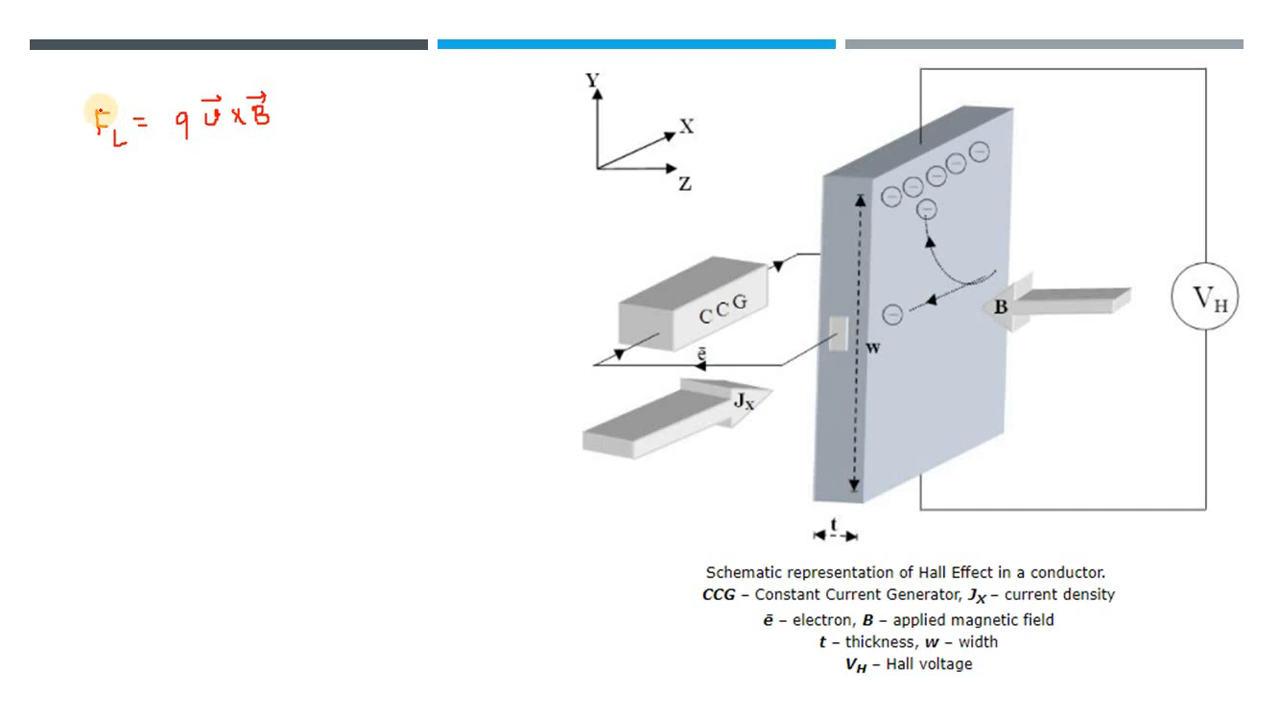 F_L = q v⃗ × B⃗
Y
X
Z
CCG
ē
J_X
w
B
V_H
t
Schematic representation of Hall Effect in a conductor.
CCG – Constant Current Generator, J_X – current density
ē – electron, B – applied magnetic field
t – thickness, w – width
V_H – Hall voltage